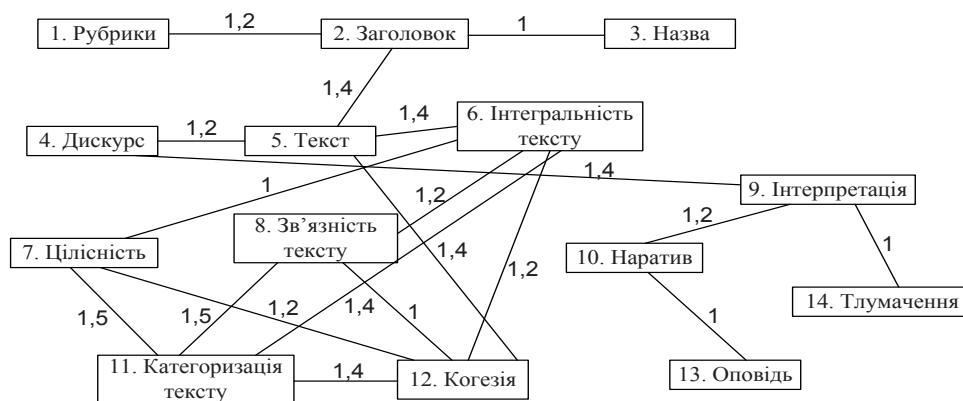 1. Рубрики
1,2
2. Заголовок
1
3. Назва
1,4
4. Дискурс
1,2
5. Текст
1,4
6. Інтегральність
тексту
1
1,4
9. Інтерпретація
1,2
8. Зв’язність
тексту
1,2
1
7. Цілісність
1,4
1,2
10. Наратив
14. Тлумачення
1,5
1,5
1,2
1,4
1
1
11. Категоризація
тексту
1,4
12. Когезія
13. Оповідь